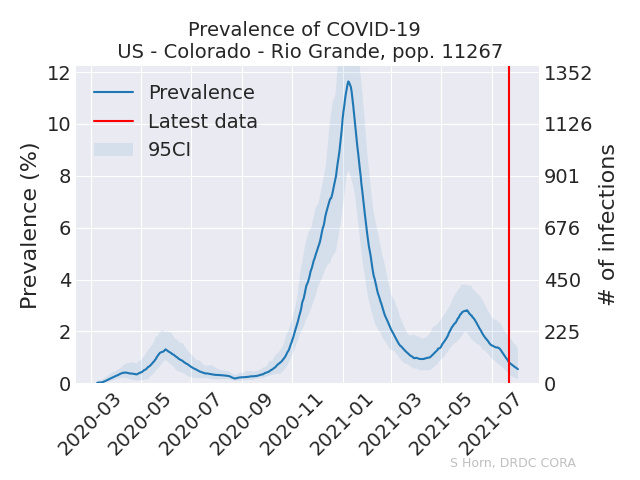 Prevalence of COVID-19
US - Colorado - Rio Grande, pop. 11267
Prevalence
Latest data
95CI
Prevalence (%)
12
10
8
6
4
2
0
1352
1126
901
676
450
225
0
# of infections
2020-03
2020-05
2020-07
2020-09
2020-11
2021-01
2021-03
2021-05
2021-07
S Horn, DRDC CORA